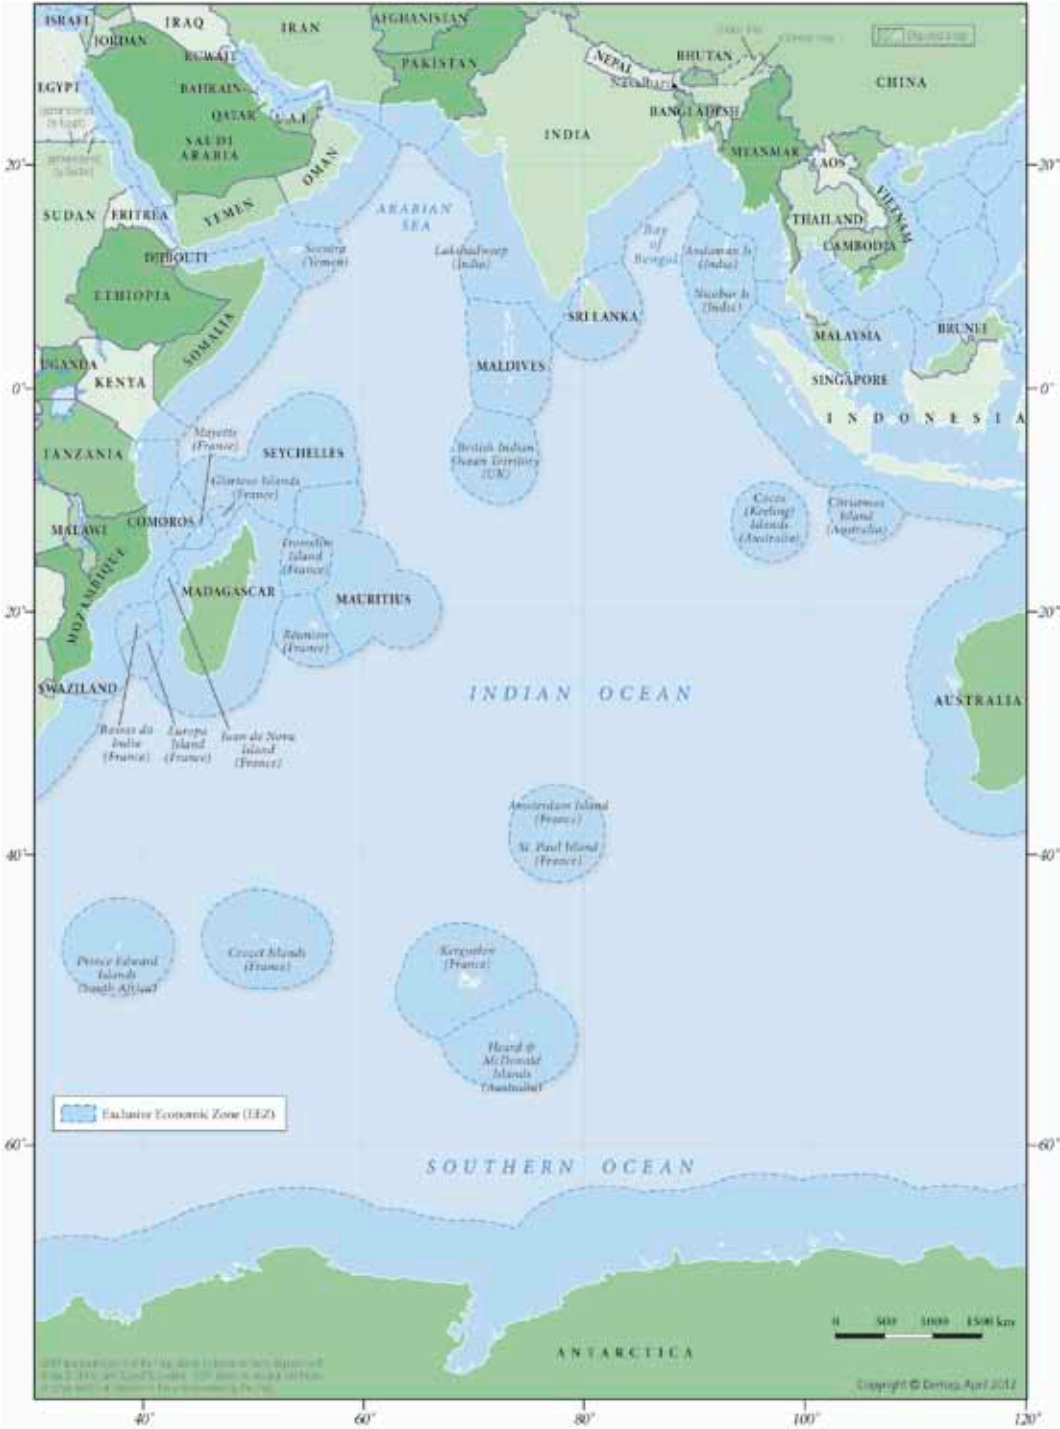 ISRAEL
JORDAN
IRAQ
IRAN
AFGHANISTAN
KUWAIT
PAKISTAN
NEPAL
BHUTAN
CHINA
EGYPT
BAHRAIN
QATAR
U.A.E.
BANGLADESH
SAUDI
ARABIA
INDIA
MYANMAR
LAOS
OMAN
20°
20°
SUDAN
ERITREA
YEMEN
ARABIAN
SEA
THAILAND
VIETNAM
CAMBODIA
DJIBOUTI
Socotra
(Yemen)
Lakshadweep
(India)
Bay
of
Bengal
Andaman Is
(India)
Nicobar Is
(India)
ETHIOPIA
SOMALIA
SRI LANKA
MALAYSIA
BRUNEI
UGANDA
KENYA
MALDIVES
SINGAPORE
0°
0°
INDONESIA
TANZANIA
Mayotte
(France)
SEYCHELLES
British Indian
Ocean Territory
(UK)
Glorioso Islands
(France)
MALAWI
COMOROS
Cocos
(Keeling)
Islands
(Australia)
Christmas
Island
(Australia)
MOZAMBIQUE
MADAGASCAR
Tromelin
Island
(France)
MAURITIUS
20°
20°
Réunion
(France)
SWAZILAND
INDIAN OCEAN
AUSTRALIA
Bassas da
India
(France)
Europa
Island
(France)
Juan de Nova
Island
(France)
Amsterdam Island
(France)
St. Paul Island
(France)
40°
40°
Prince Edward
Islands
(South Africa)
Crozet Islands
(France)
Kerguelen
(France)
Heard &
McDonald
Islands
(Australia)
Exclusive Economic Zone (EEZ)
60°
60°
SOUTHERN OCEAN
0 500 1000 1500 km
ANTARCTICA
Copyright © Demap, April 2012
40° 60° 80° 100° 120°